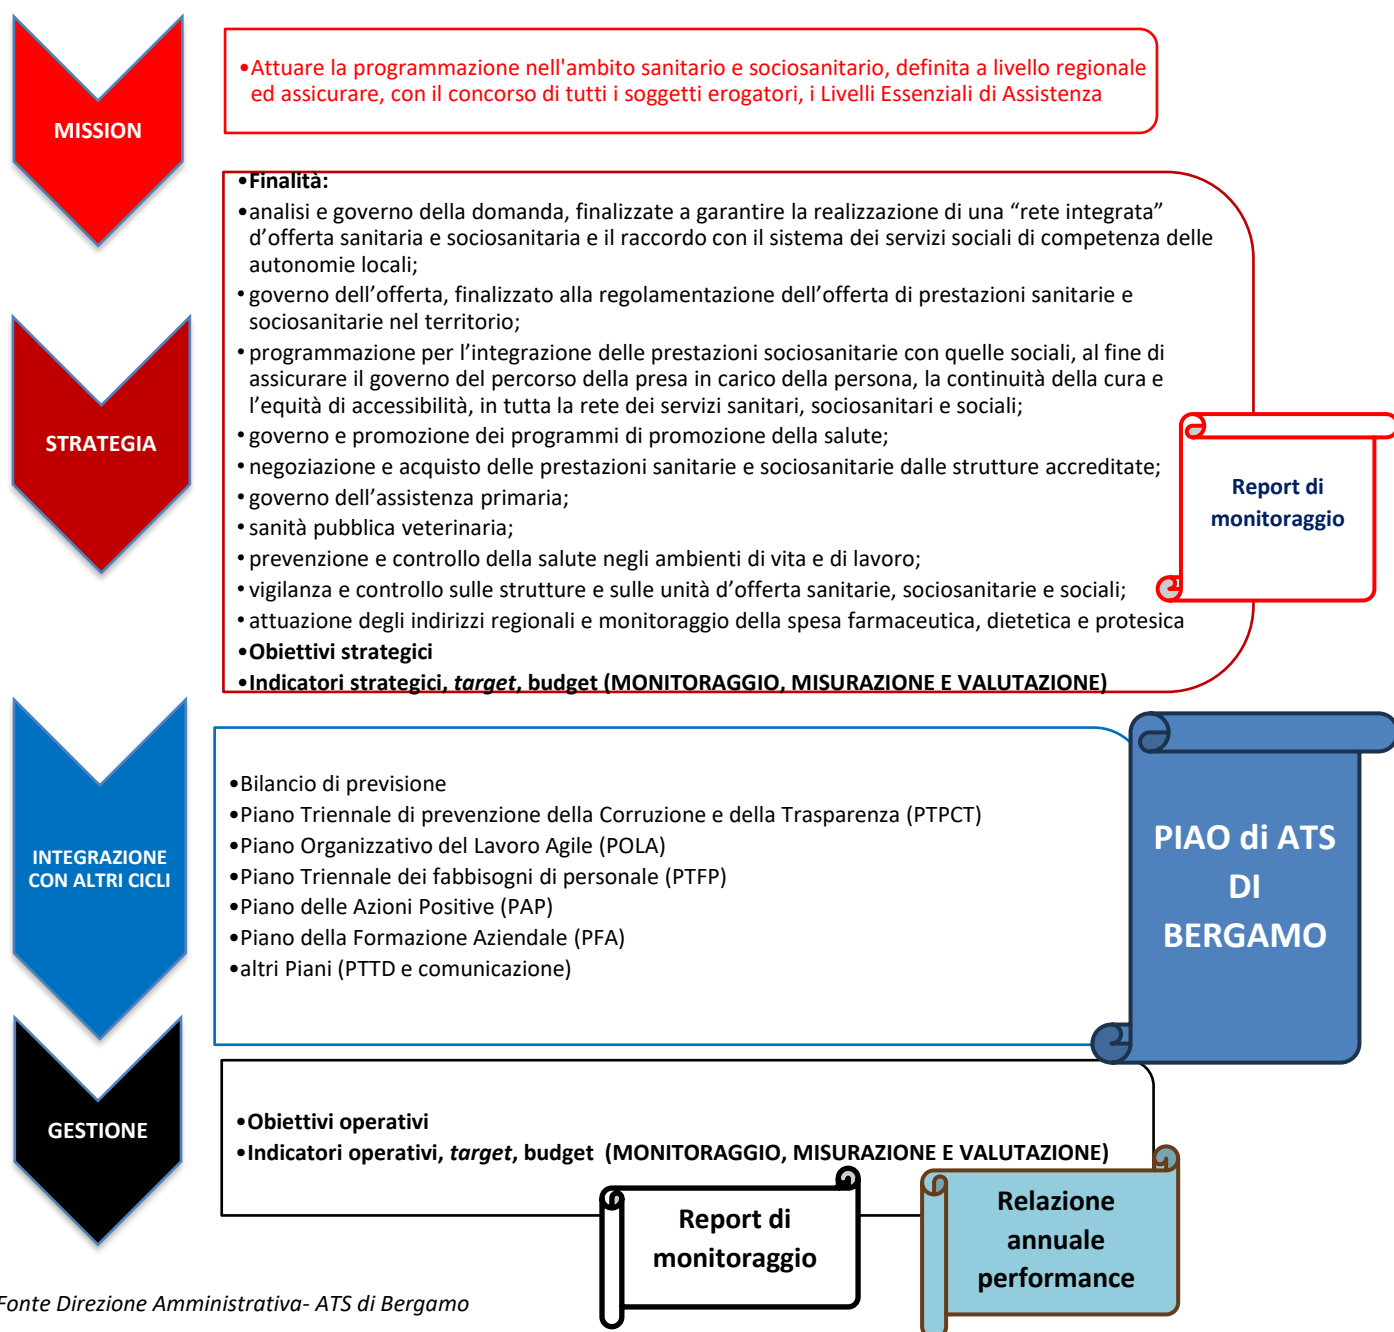 MISSION
•Attuare la programmazione nell'ambito sanitario e sociosanitario, definita a livello regionale
ed assicurare, con il concorso di tutti i soggetti erogatori, i Livelli Essenziali di Assistenza
STRATEGIA
•Finalità:
•analisi e governo della domanda, finalizzate a garantire la realizzazione di una “rete integrata”
d’offerta sanitaria e sociosanitaria e il raccordo con il sistema dei servizi sociali di competenza delle
autonomie locali;
•governo dell’offerta, finalizzato alla regolamentazione dell’offerta di prestazioni sanitarie e
sociosanitarie nel territorio;
•programmazione per l’integrazione delle prestazioni sociosanitarie con quelle sociali, al fine di
assicurare il governo del percorso della presa in carico della persona, la continuità della cura e
l’equità di accessibilità, in tutta la rete dei servizi sanitari, sociosanitari e sociali;
•governo e promozione dei programmi di promozione della salute;
•negoziazione e acquisto delle prestazioni sanitarie e sociosanitarie dalle strutture accreditate;
•governo dell’assistenza primaria;
•sanità pubblica veterinaria;
•prevenzione e controllo della salute negli ambienti di vita e di lavoro;
•vigilanza e controllo sulle strutture e sulle unità d’offerta sanitarie, sociosanitarie e sociali;
•attuazione degli indirizzi regionali e monitoraggio della spesa farmaceutica, dietetica e protesica
•Obiettivi strategici
•Indicatori strategici, target, budget (MONITORAGGIO, MISURAZIONE E VALUTAZIONE)
Report di
monitoraggio
INTEGRAZIONE
CON ALTRI CICLI
•Bilancio di previsione
•Piano Triennale di prevenzione della Corruzione e della Trasparenza (PTPCT)
•Piano Organizzativo del Lavoro Agile (POLA)
•Piano Triennale dei fabbisogni di personale (PTFP)
•Piano delle Azioni Positive (PAP)
•Piano della Formazione Aziendale (PFA)
•altri Piani (PTTD e comunicazione)
PIAO di ATS
DI
BERGAMO
GESTIONE
•Obiettivi operativi
•Indicatori operativi, target, budget (MONITORAGGIO, MISURAZIONE E VALUTAZIONE)
Report di
monitoraggio
Relazione
annuale
performance
Fonte Direzione Amministrativa- ATS di Bergamo